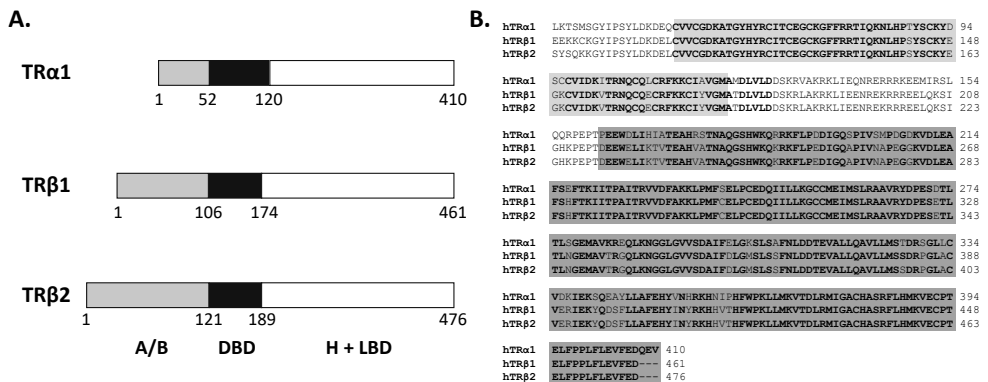 A.
TRα1
1 52 120 410
TRβ1
1 106 174 461
TRβ2
1 121 189 476
A/B DBD H + LBD
B.
hTRα1 LKTSMSGYIPSYLDKDEQCVVCGDKATGYHYRCITCEGCKGFFRRTIQKNLHPTYSCKYD 94
hTRβ1 EEKKCKGYIPSYLDKDELCVVCGDKATGYHYRCITCEGCKGFFRRTIQKNLHPSYSCKYE 148
hTRβ2 SYSQKKGYIPSYLDKDELCVVCGDKATGYHYRCITCEGCKGFFRRTIQKNLHPSYSCKYE 163
hTRα1 SCCVIDKITRNQCQLCRFKKCIAVGMAMDLVLDDSKRVAKRKLIEQNRERRRKEEMIRSL 154
hTRβ1 GKCVIDKVTRNQCQECRFKKCIYVGMATDLVLDDSKRLAKRKLIEENREKRRREELQKSI 208
hTRβ2 GKCVIDKVTRNQCQECRFKKCIYVGMATDLVLDDSKRLAKRKLIEENREKRRREELQKSI 223
hTRα1 QQRPEPTPEEWDLIHIATEAHRSTNAQGSHWKQRRKFLPDDIGQSPIVSMPDGDKVDLEA 214
hTRβ1 GHKPEPTDEEWELIKTVTEAHVATNAQGSHWKQKRKFLPEDIGQAPIVNAPEGGKVDLEA 268
hTRβ2 GHKPEPTDEEWELIKTVTEAHVATNAQGSHWKQKRKFLPEDIGQAPIVNAPEGGKVDLEA 283
hTRα1 FSEFTKIITPAITRVVDFAKKLPMFSELPCEDQIILLKGCCMEIMSLRAAVRYDPESDTL 274
hTRβ1 FSHFTKIITPAITRVVDFAKKLPMFCELPCEDQIILLKGCCMEIMSLRAAVRYDPESETL 328
hTRβ2 FSHFTKIITPAITRVVDFAKKLPMFCELPCEDQIILLKGCCMEIMSLRAAVRYDPESETL 343
hTRα1 TLSGEMAVKREQLKNGGLGVVSDAIFELGKSLSAFNLDDTEVALLQAVLLMSTDRSGLLC 334
hTRβ1 TLNGEMAVTRGQLKNGGLGVVSDAIFDLGMSLSSFNLDDTEVALLQAVLLMSSDRPGLAC 388
hTRβ2 TLNGEMAVTRGQLKNGGLGVVSDAIFDLGMSLSSFNLDDTEVALLQAVLLMSSDRPGLAC 403
hTRα1 VDKIEKSQEAYLLAFEHYVNHRKHNIPHFWPKLLMKVTDLRMIGACHASRFLHMKVECPT 394
hTRβ1 VERIEKYQDSFLLAFEHYINYRKHHVTHFWPKLLMKVTDLRMIGACHASRFLHMKVECPT 448
hTRβ2 VERIEKYQDSFLLAFEHYINYRKHHVTHFWPKLLMKVTDLRMIGACHASRFLHMKVECPT 463
hTRα1 ELFPPLFLEVFEDQEV 410
hTRβ1 ELFPPLFLEVFED--- 461
hTRβ2 ELFPPLFLEVFED--- 476